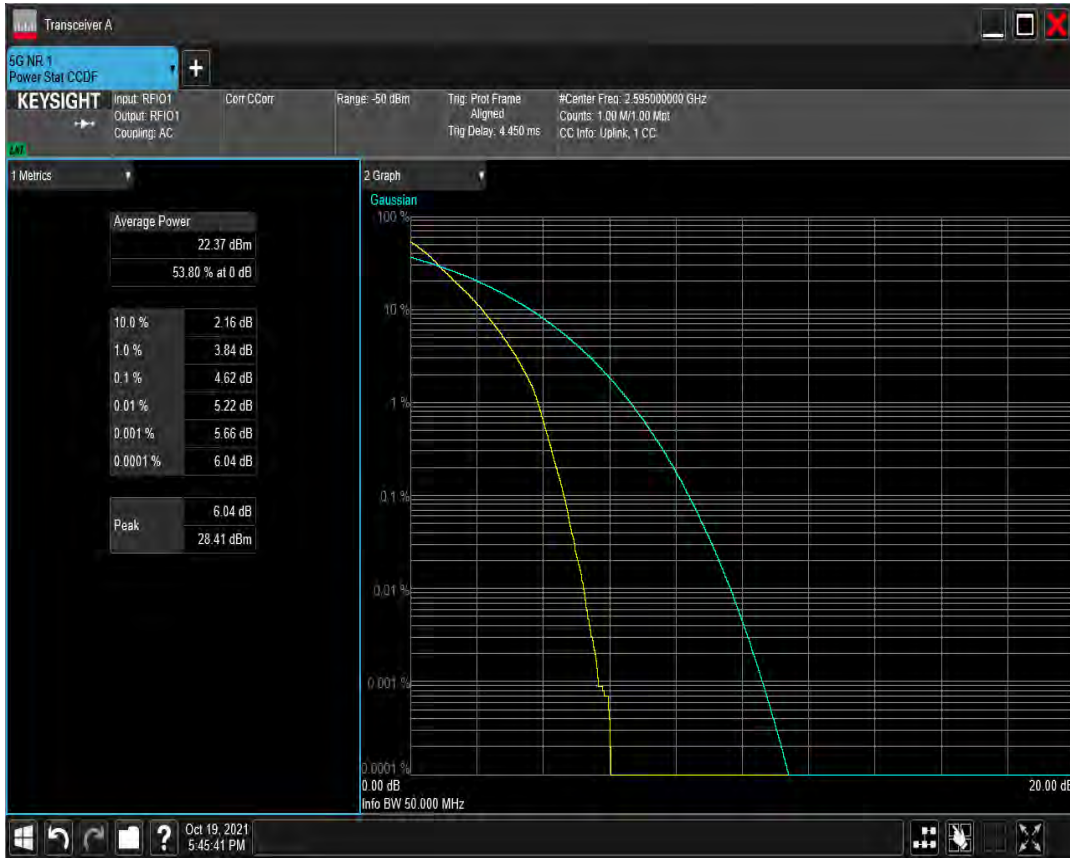 Transceiver A
5G NR 1
Power Stat CCDF
+
KEYSIGHT
Input: RFIO1
Output: RFIO1
Coupling: AC
Corr CCorr
Range: -50 dBm
Trig: Prot Frame
Aligned
Trig Delay: 4.450 ms
#Center Freq: 2.595000000 GHz
Counts: 1.00 M/1.00 Mpt
CC Info: Uplink, 1 CC
1 Metrics
Average Power
22.37 dBm
53.80 % at 0 dB
10.0 % 2.16 dB
1.0 % 3.84 dB
0.1 % 4.62 dB
0.01 % 5.22 dB
0.001 % 5.66 dB
0.0001 % 6.04 dB
Peak
6.04 dB
28.41 dBm
2 Graph
Gaussian
100 %
10 %
1 %
0.1 %
0.01 %
0.001 %
0.0001 %
0.00 dB 20.00 dB
Info BW 50.000 MHz
?
Oct 19, 2021
5:45:41 PM